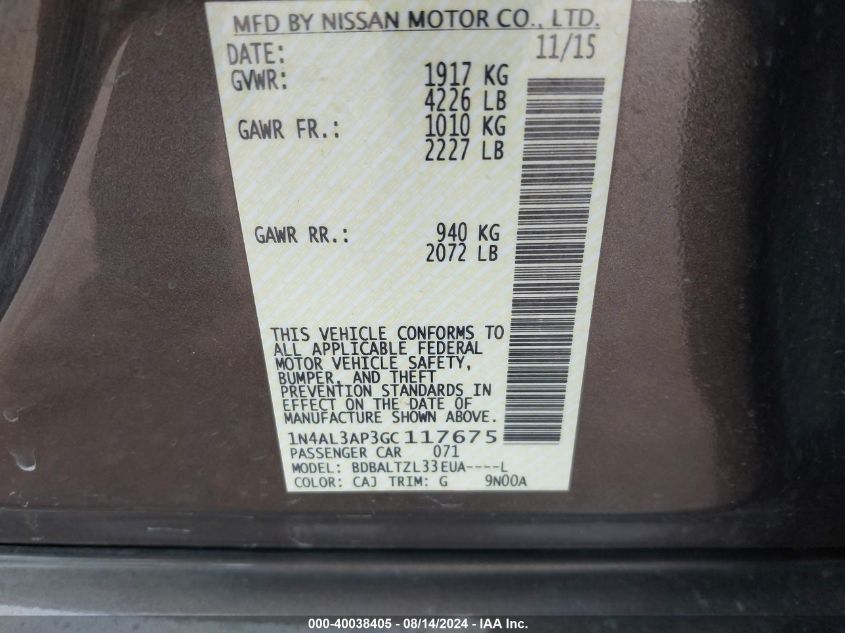 MFD BY NISSAN MOTOR CO., LTD.
DATE: 11/15
GVWR: 1917 KG
4226 LB
GAWR FR.: 1010 KG
2227 LB
GAWR RR.: 940 KG
2072 LB
THIS VEHICLE CONFORMS TO
ALL APPLICABLE FEDERAL
MOTOR VEHICLE SAFETY,
BUMPER, AND THEFT
PREVENTION STANDARDS IN
EFFECT ON THE DATE OF
MANUFACTURE SHOWN ABOVE.
1N4AL3AP3GC117675
PASSENGER CAR 071
MODEL: BDBALTZL33EUA----L
COLOR: CAJ TRIM: G 9N00A
000-40038405 - 08/14/2024 - IAA Inc.